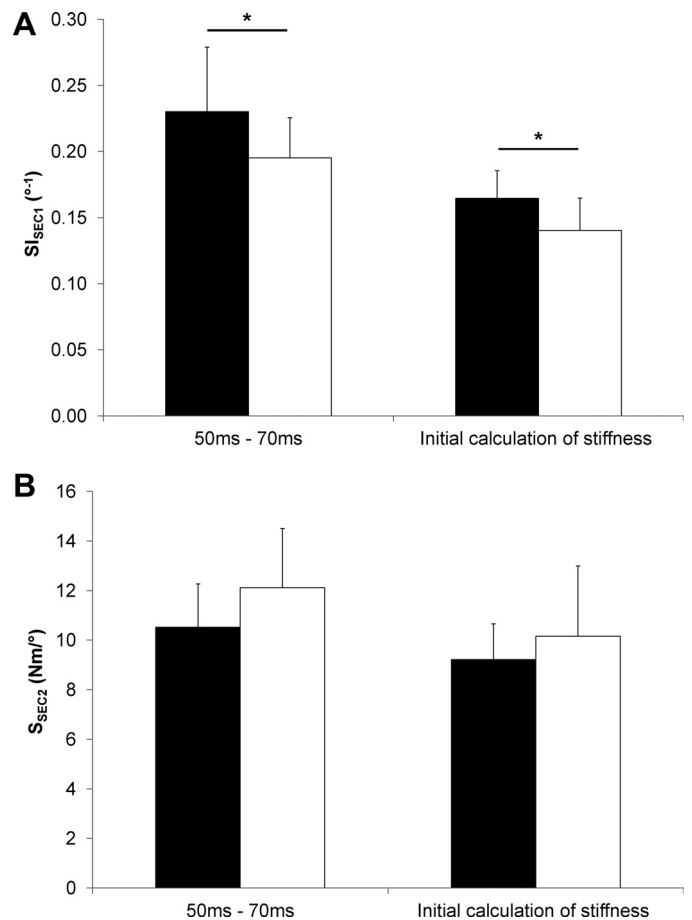 A
0.30
0.25
0.20
0.15
0.10
0.05
0.00
SI_SEC1 (°⁻¹)
*
*
50ms - 70ms
Initial calculation of stiffness
B
16
14
12
10
8
6
4
2
0
S_SEC2 (Nm/°)
50ms - 70ms
Initial calculation of stiffness